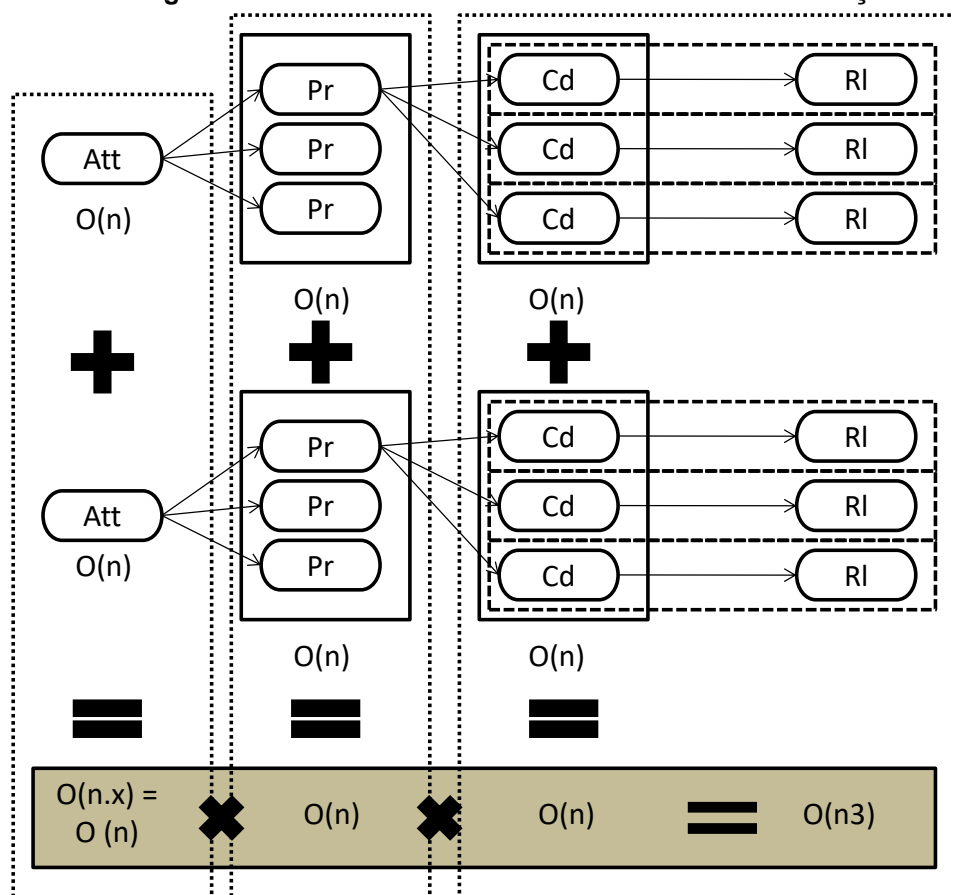 Att
O(n)
Pr
Pr
Pr
O(n)
Cd
Rl
Cd
Rl
Cd
Rl
O(n)
Att
O(n)
Pr
Pr
Pr
O(n)
Cd
Rl
Cd
Rl
Cd
Rl
O(n)
O(n.x) =
O (n)
O(n)
O(n)
O(n3)